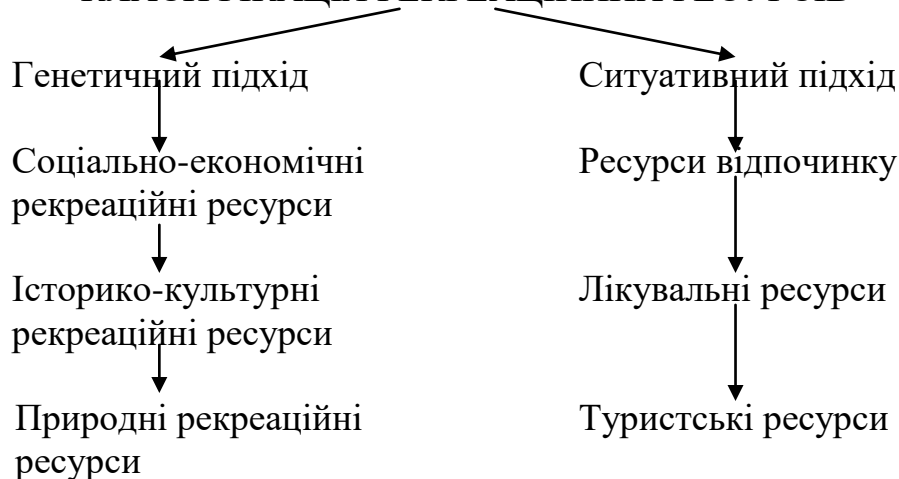 Генетичний підхід
Ситуативний підхід
Соціально-економічні
рекреаційні ресурси
Ресурси відпочинку
Історико-культурні
рекреаційні ресурси
Лікувальні ресурси
Природні рекреаційні
ресурси
Туристські ресурси